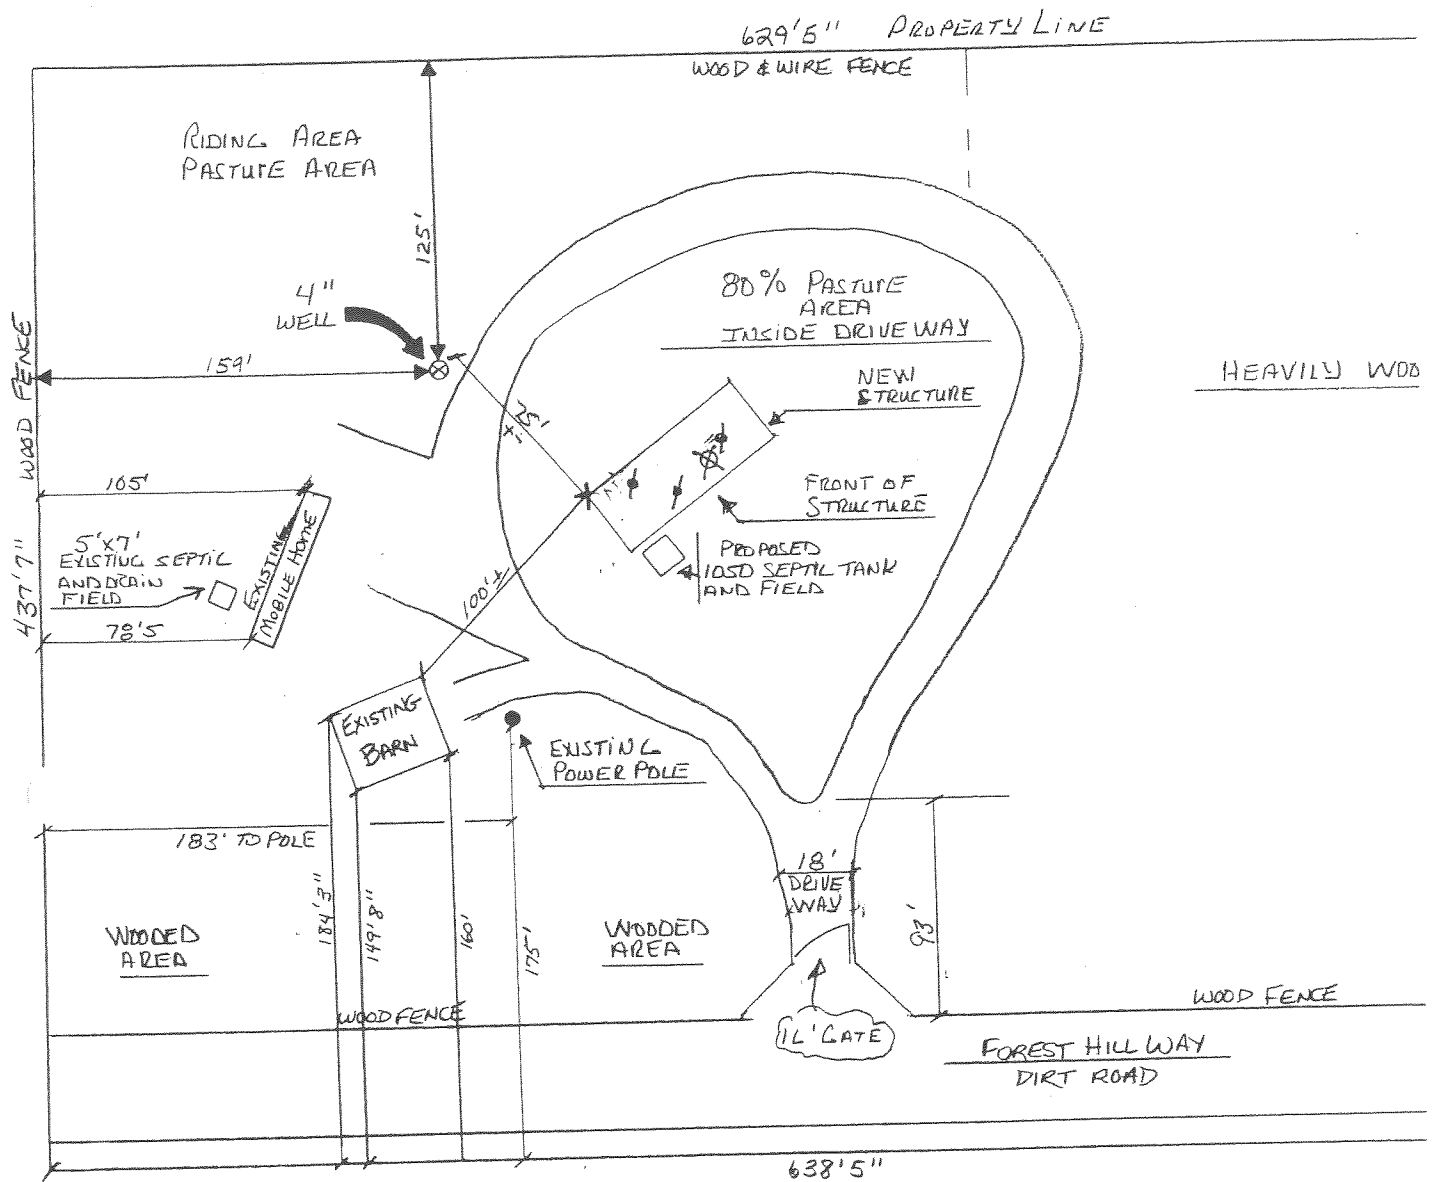 629'5" PROPERTY LINE
WOOD & WIRE FENCE
RIDING AREA
PASTURE AREA
125'
4"
WELL
159'
WOOD FENCE
437'7"
80% PASTURE
AREA
INSIDE DRIVEWAY
HEAVILY WOO
NEW
STRUCTURE
75'
±
FRONT OF
STRUCTURE
105'
5'X7'
EXISTING SEPTIC
AND DRAIN
FIELD
EXISTING
MOBILE HOME
78'5
PROPOSED
1050 SEPTIC TANK
AND FIELD
100'±
EXISTING
BARN
EXISTING
POWER POLE
183' TO POLE
184'3"
149'8"
160'
175'
18'
DRIVE
WAY
93'
WOODED
AREA
WOODED
AREA
WOOD FENCE
WOOD FENCE
GATE
FOREST HILL WAY
DIRT ROAD
638'5"